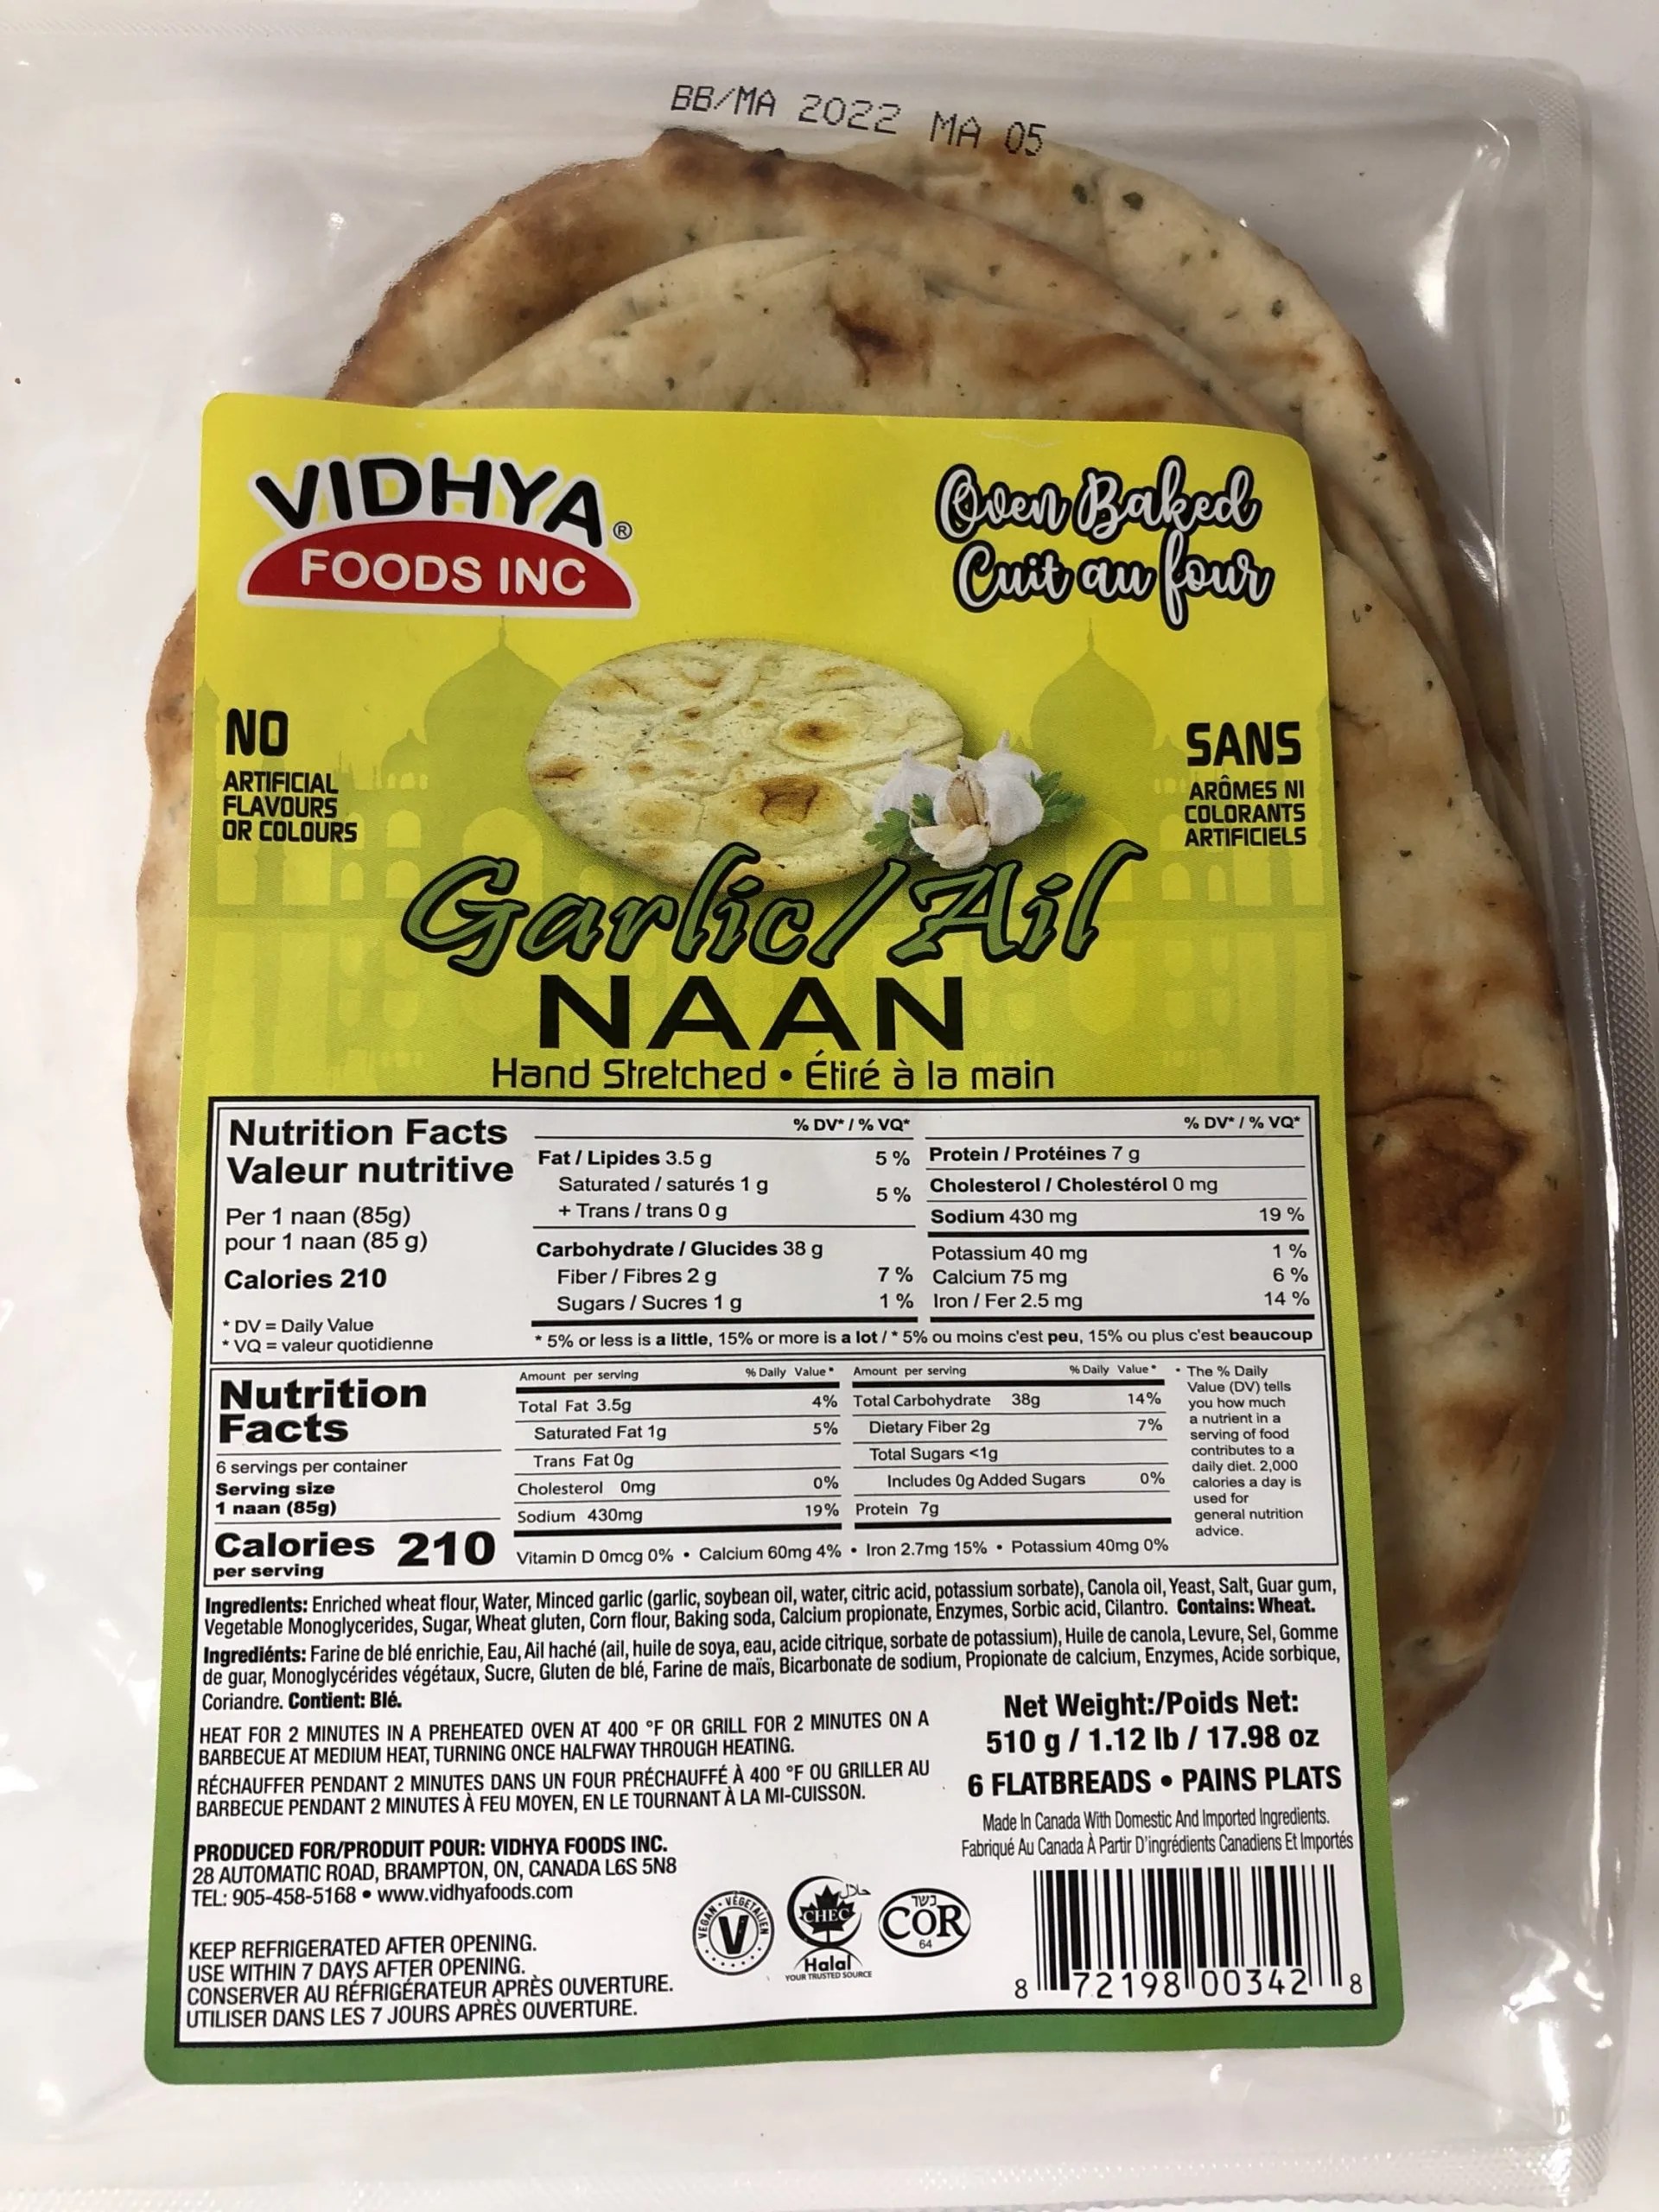 BB/MA 2022 MA 05
VIDHYA®
FOODS INC
Oven Baked
Cuit au four
NO
ARTIFICIAL
FLAVOURS
OR COLOURS
SANS
ARÔMES NI
COLORANTS
ARTIFICIELS
Garlic/Ail
NAAN
Hand Stretched • Étiré à la main
Nutrition Facts
Valeur nutritive
Per 1 naan (85g)
pour 1 naan (85 g)
Calories 210
* DV = Daily Value
* VQ = valeur quotidienne
% DV* / % VQ*
Fat / Lipides 3.5 g 5 %
Saturated / saturés 1 g
+ Trans / trans 0 g 5 %
Carbohydrate / Glucides 38 g
Fiber / Fibres 2 g 7 %
Sugars / Sucres 1 g 1 %
% DV* / % VQ*
Protein / Protéines 7 g
Cholesterol / Cholestérol 0 mg
Sodium 430 mg 19 %
Potassium 40 mg 1 %
Calcium 75 mg 6 %
Iron / Fer 2.5 mg 14 %
* 5% or less is a little, 15% or more is a lot / * 5% ou moins c'est peu, 15% ou plus c'est beaucoup
Nutrition
Facts
6 servings per container
Serving size
1 naan (85g)
Calories 210
per serving
Amount per serving % Daily Value*
Total Fat 3.5g 4%
Saturated Fat 1g 5%
Trans Fat 0g
Cholesterol 0mg 0%
Sodium 430mg 19%
Amount per serving % Daily Value*
Total Carbohydrate 38g 14%
Dietary Fiber 2g 7%
Total Sugars <1g
Includes 0g Added Sugars 0%
Protein 7g
Vitamin D 0mcg 0% • Calcium 60mg 4% • Iron 2.7mg 15% • Potassium 40mg 0%
* The % Daily
Value (DV) tells
you how much
a nutrient in a
serving of food
contributes to a
daily diet. 2,000
calories a day is
used for
general nutrition
advice.
Ingredients: Enriched wheat flour, Water, Minced garlic (garlic, soybean oil, water, citric acid, potassium sorbate), Canola oil, Yeast, Salt, Guar gum,
Vegetable Monoglycerides, Sugar, Wheat gluten, Corn flour, Baking soda, Calcium propionate, Enzymes, Sorbic acid, Cilantro. Contains: Wheat.
Ingrediénts: Farine de blé enrichie, Eau, Ail haché (ail, huile de soya, eau, acide citrique, sorbate de potassium), Huile de canola, Levure, Sel, Gomme
de guar, Monoglycérides végétaux, Sucre, Gluten de blé, Farine de maïs, Bicarbonate de sodium, Propionate de calcium, Enzymes, Acide sorbique,
Coriandre. Contient: Blé.
HEAT FOR 2 MINUTES IN A PREHEATED OVEN AT 400 °F OR GRILL FOR 2 MINUTES ON A
BARBECUE AT MEDIUM HEAT, TURNING ONCE HALFWAY THROUGH HEATING.
RÉCHAUFFER PENDANT 2 MINUTES DANS UN FOUR PRÉCHAUFFÉ À 400 °F OU GRILLER AU
BARBECUE PENDANT 2 MINUTES À FEU MOYEN, EN LE TOURNANT À LA MI-CUISSON.
Net Weight:/Poids Net:
510 g / 1.12 lb / 17.98 oz
6 FLATBREADS • PAINS PLATS
Made In Canada With Domestic And Imported Ingredients.
Fabriqué Au Canada À Partir D'ingrédients Canadiens Et Importés
PRODUCED FOR/PRODUIT POUR: VIDHYA FOODS INC.
28 AUTOMATIC ROAD, BRAMPTON, ON, CANADA L6S 5N8
TEL: 905-458-5168 • www.vidhyafoods.com
KEEP REFRIGERATED AFTER OPENING.
USE WITHIN 7 DAYS AFTER OPENING.
CONSERVER AU RÉFRIGÉRATEUR APRÈS OUVERTURE.
UTILISER DANS LES 7 JOURS APRÈS OUVERTURE.
VEGAN • VÉGÉTALIEN
V
حلال
CHEC
Halal
YOUR TRUSTED SOURCE
כשר
COR
64
8 72198 00342 8